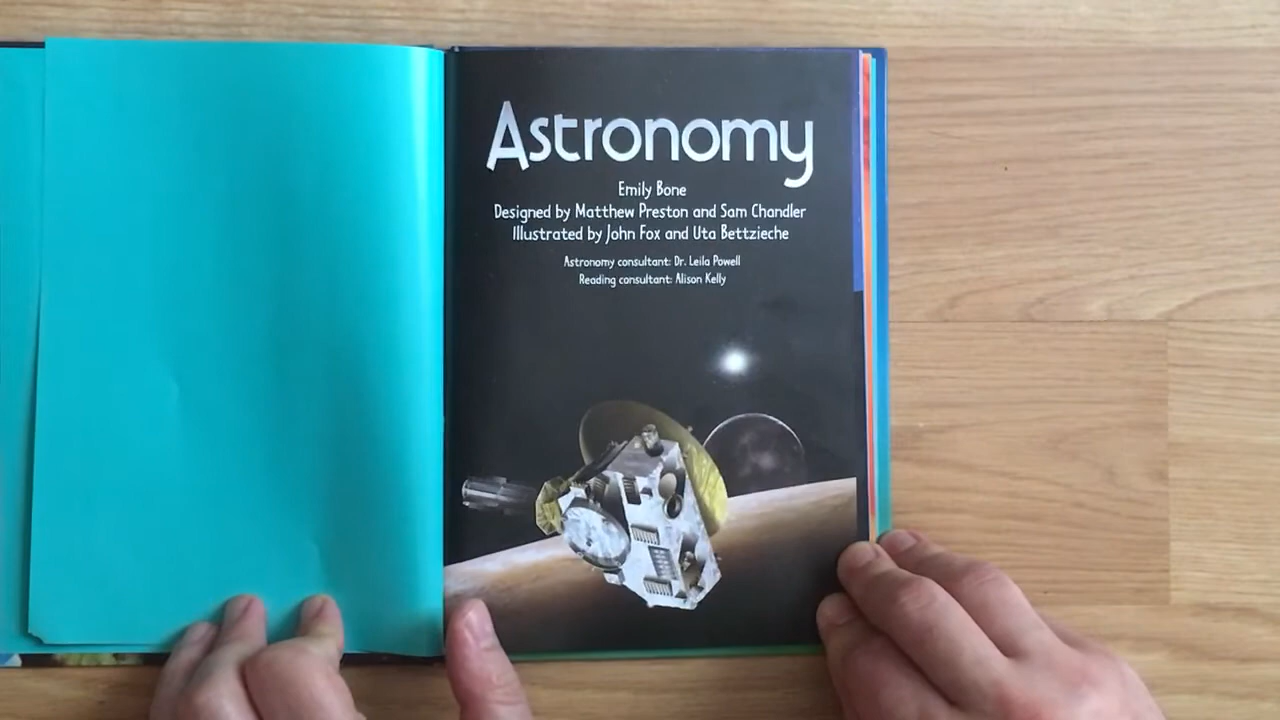 Astronomy
Emily Bone
Designed by Matthew Preston and Sam Chandler
Illustrated by John Fox and Uta Bettzieche
Astronomy consultant: Dr. Leila Powell
Reading consultant: Alison Kelly